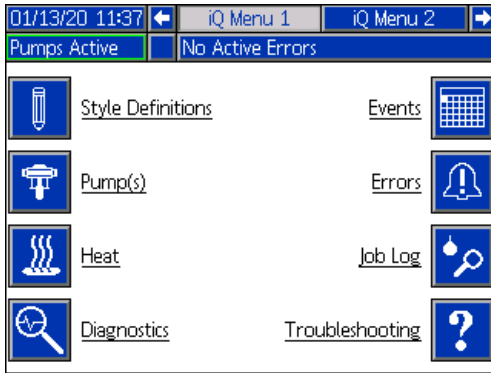 01/13/20 11:37 iQ Menu 1 iQ Menu 2
Pumps Active No Active Errors
Style Definitions Events
Pump(s) Errors
Heat Job Log
Diagnostics Troubleshooting ?